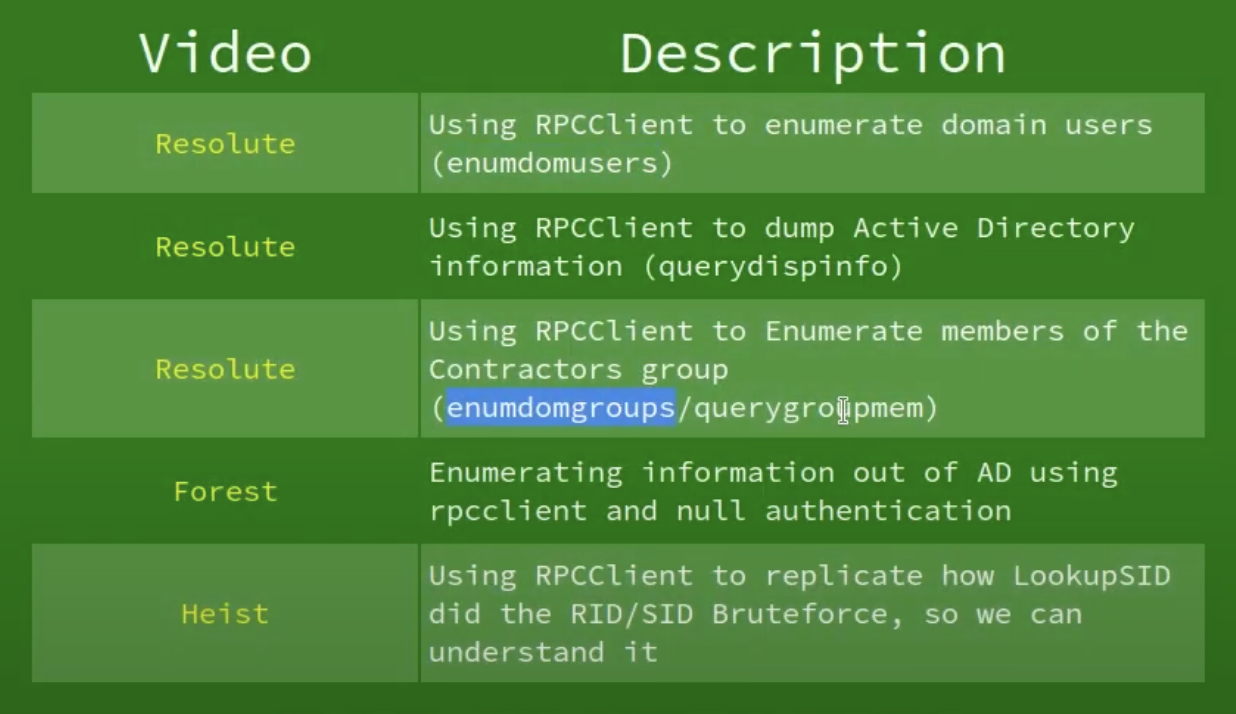 Video
Description
Resolute
Using RPCClient to enumerate domain users
(enumdomusers)
Resolute
Using RPCClient to dump Active Directory
information (querydispinfo)
Resolute
Using RPCClient to Enumerate members of the
Contractors group
(enumdomgroups/querygroupmem)
Forest
Enumerating information out of AD using
rpcclient and null authentication
Heist
Using RPCClient to replicate how LookupSID
did the RID/SID Bruteforce, so we can
understand it